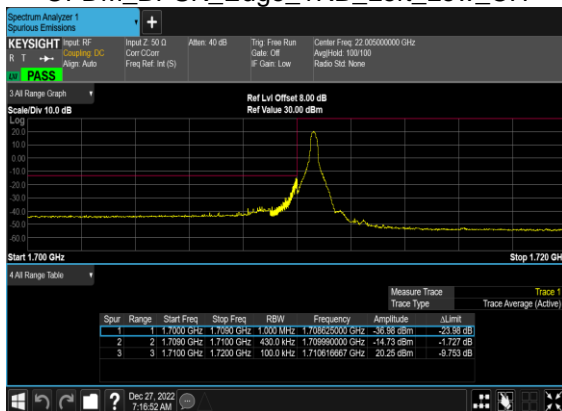 Spectrum Analyzer 1
Spurious Emissions
+
KEYSIGHT Input: RF
R T Coupling: DC
Align: Auto
Input Z: 50 Ω
Corr CCorr
Freq Ref: Int (S)
Atten: 40 dB
Trig: Free Run
Gate: Off
IF Gain: Low
Center Freq: 22.005000000 GHz
Avg|Hold: 100/100
Radio Std: None
PASS
3 All Range Graph
Scale/Div 10.0 dB
Ref Lvl Offset 8.00 dB
Ref Value 30.00 dBm
Log
20.0
10.0
0.00
-10.0
-20.0
-30.0
-40.0
-50.0
-60.0
Start 1.700 GHz
Stop 1.720 GH
4 All Range Table
Measure Trace Trace 1
Trace Type Trace Average (Active)
Spur Range Start Freq Stop Freq RBW Frequency Amplitude ΔLimit
1 1 1.7000 GHz 1.7090 GHz 1.000 MHz 1.708625000 GHz -36.98 dBm -23.98 dB
2 2 1.7090 GHz 1.7100 GHz 430.0 kHz 1.709990000 GHz -14.73 dBm -1.727 dB
3 3 1.7100 GHz 1.7200 GHz 100.0 kHz 1.710616667 GHz 20.25 dBm -9.753 dB
?
Dec 27, 2022
7:16:52 AM